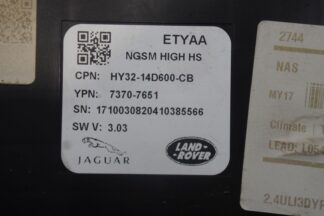 ETYAA
NGSM HIGH HS
CPN: HY32-14D600-CB
YPN: 7370-7651
SN: 1710030820410385566
SW V: 3.03
JAGUAR
LAND-
ROVER
2744
NAS
MY17
Climate
LEAD: